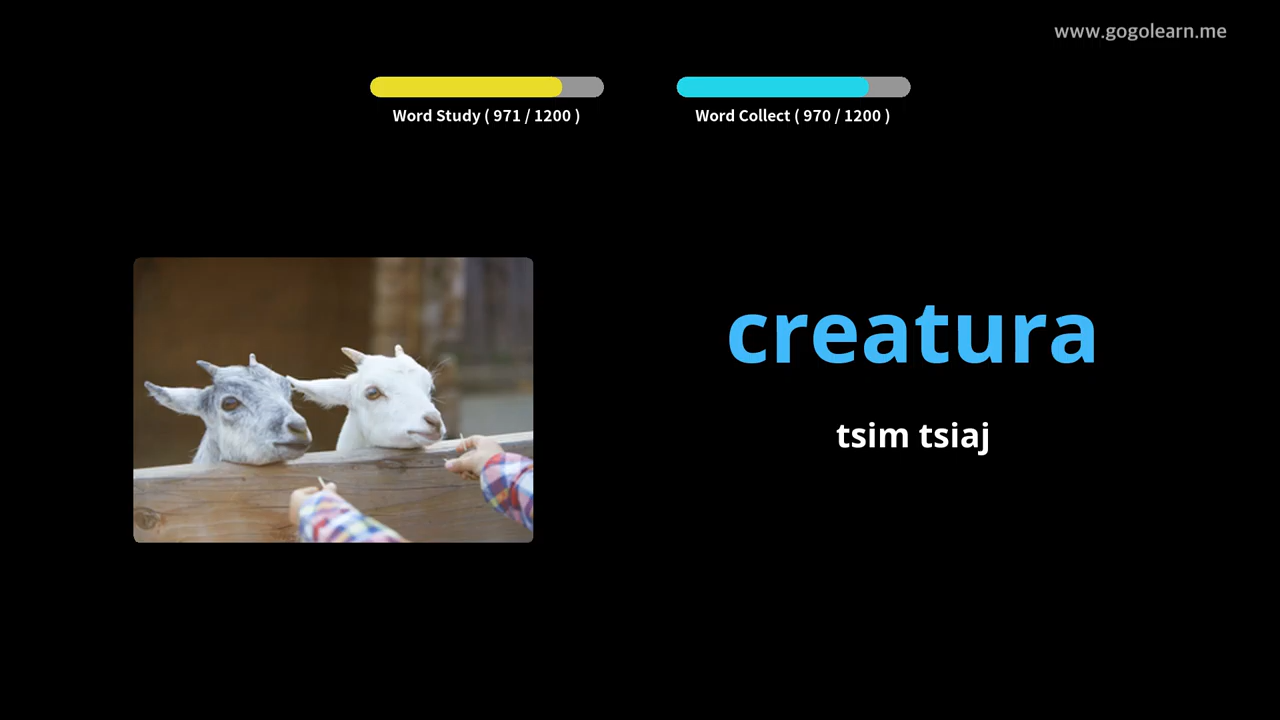 www.gogolearn.me
Word Study ( 971 / 1200 )
Word Collect ( 970 / 1200 )
creatura
tsim tsiaj